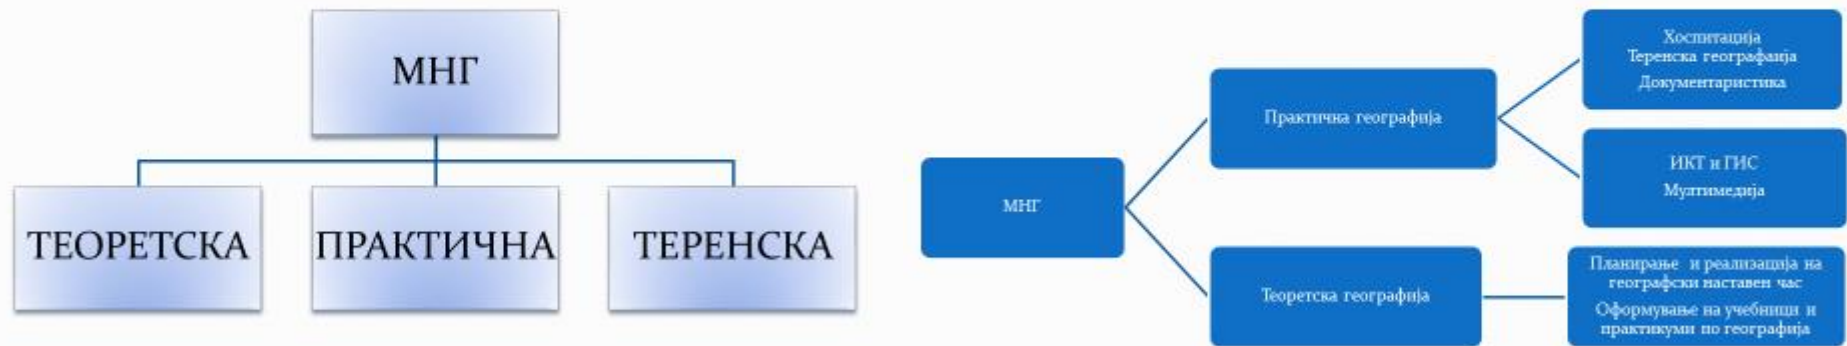 МНГ
ТЕОРЕТСКА
ПРАКТИЧНА
ТЕРЕНСКА
МНГ
Практична географија
Хоспитација
Теренска географаија
Документаристика
ИКТ и ГИС
Мултимедија
Теоретска географија
Планирање и реализација на
географски наставен час
Оформување на учебници и
практикуми по географија